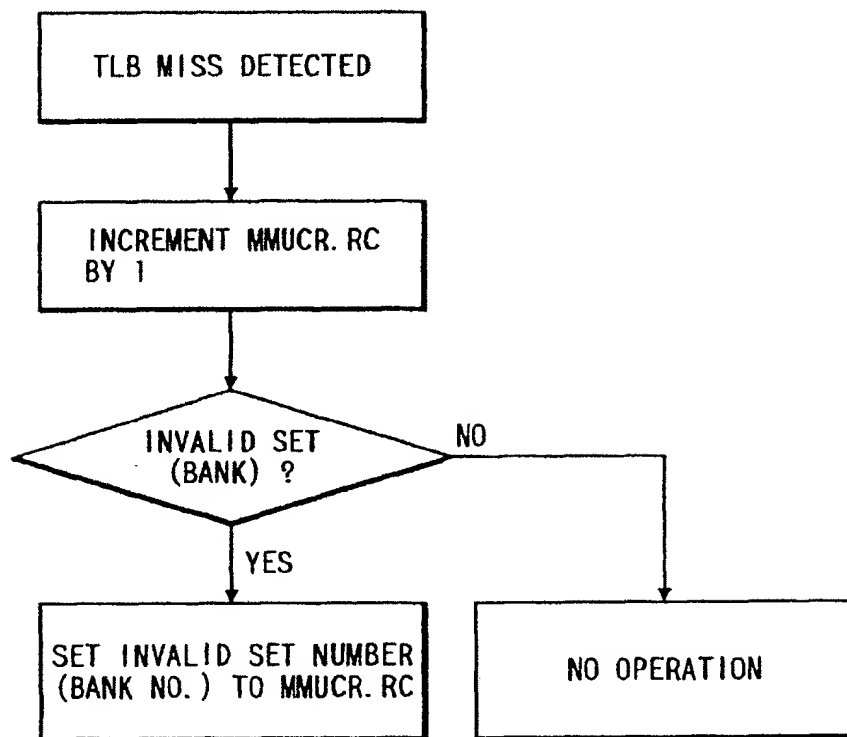 TLB MISS DETECTED
INCREMENT MMUCR. RC
BY 1
INVALID SET
(BANK) ?
NO
YES
SET INVALID SET NUMBER
(BANK NO.) TO MMUCR. RC
NO OPERATION